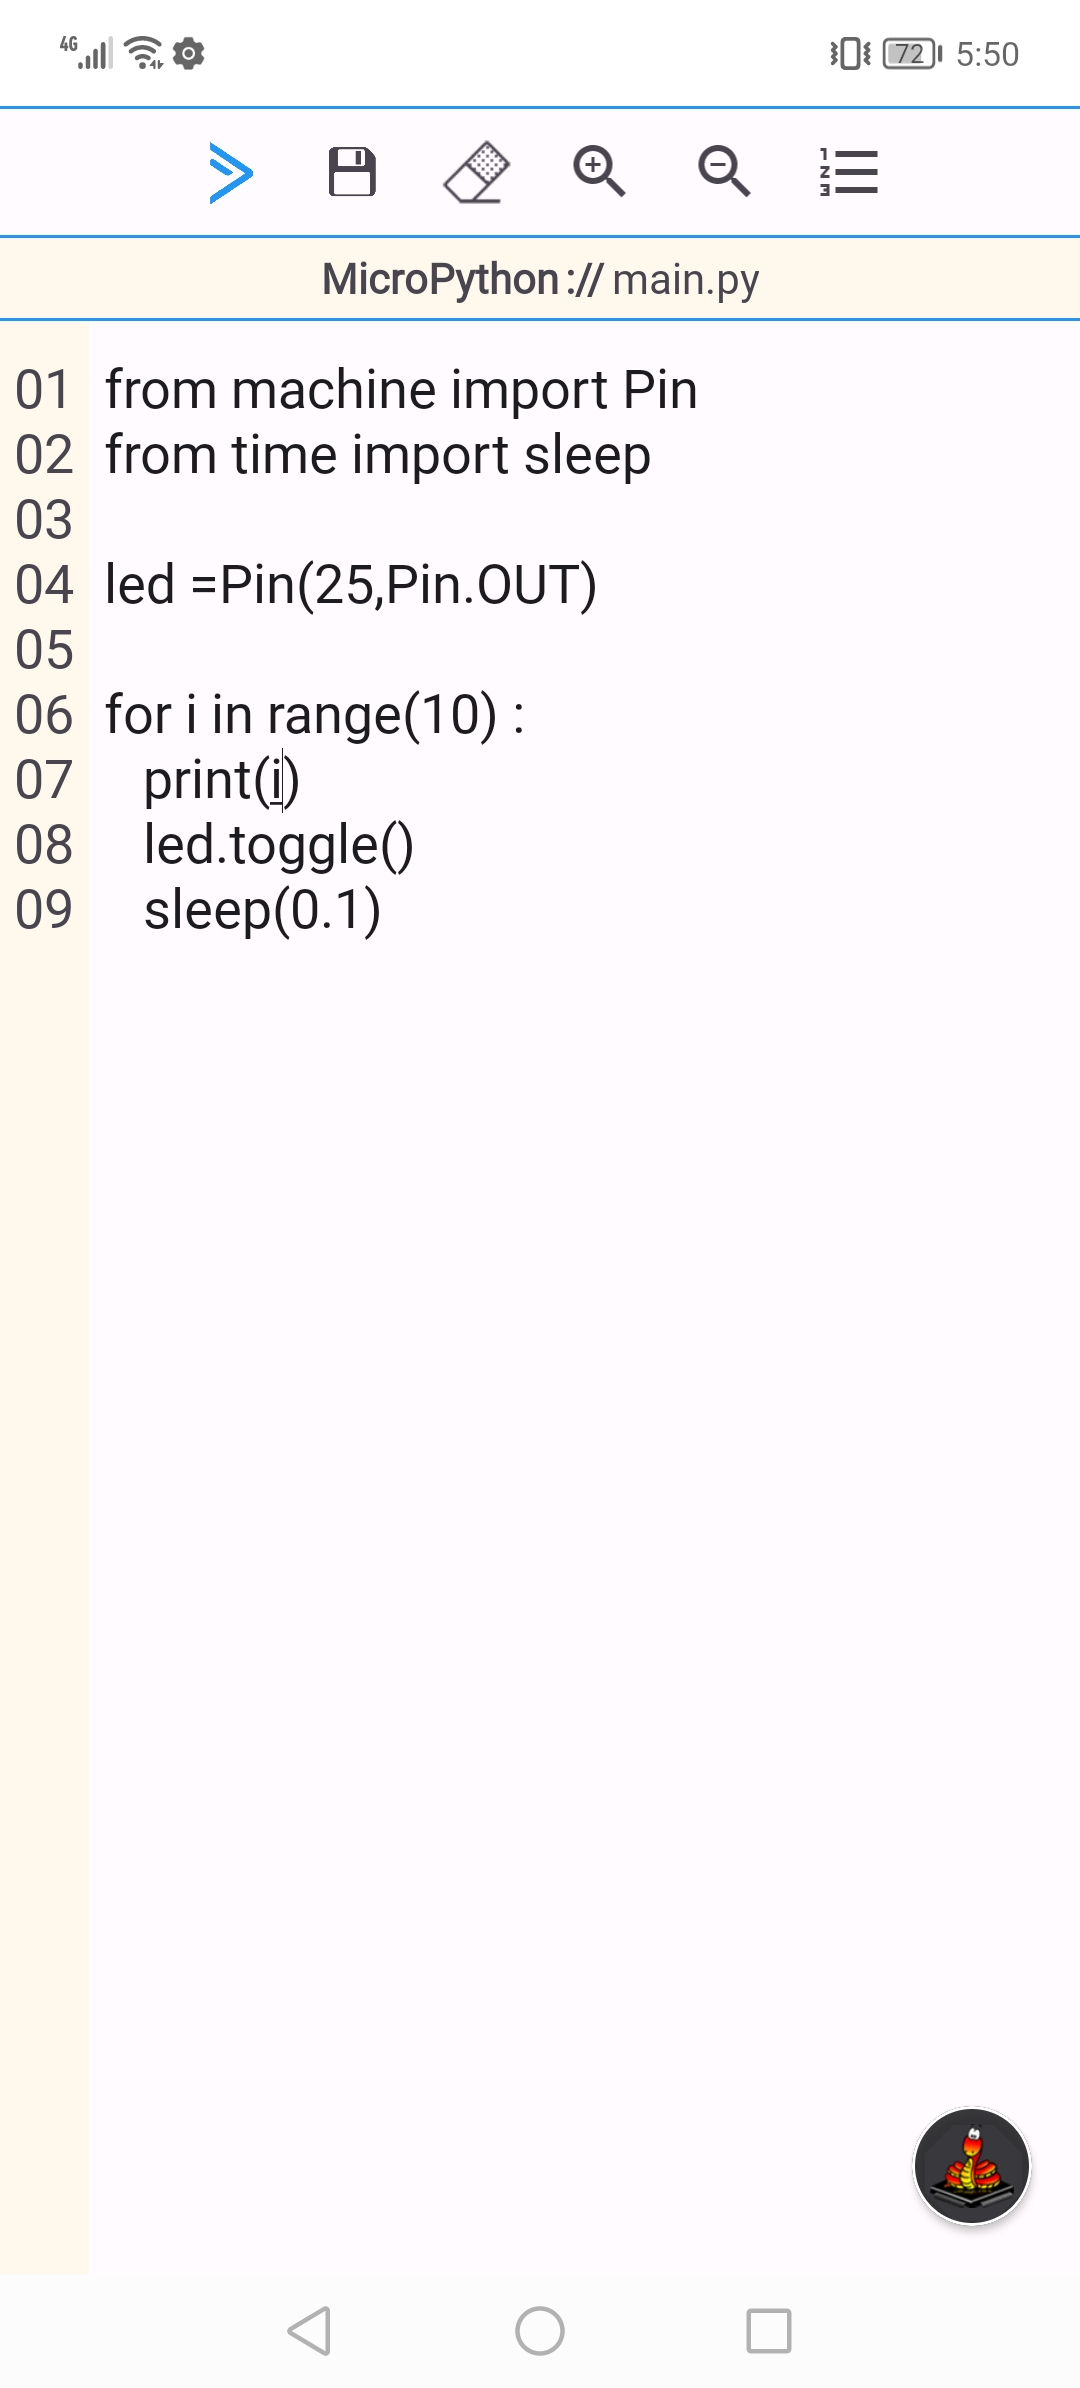 4G 72 5:50
MicroPython:// main.py
01 from machine import Pin
02 from time import sleep
03
04 led =Pin(25,Pin.OUT)
05
06 for i in range(10) :
07    print(i)
08    led.toggle()
09    sleep(0.1)